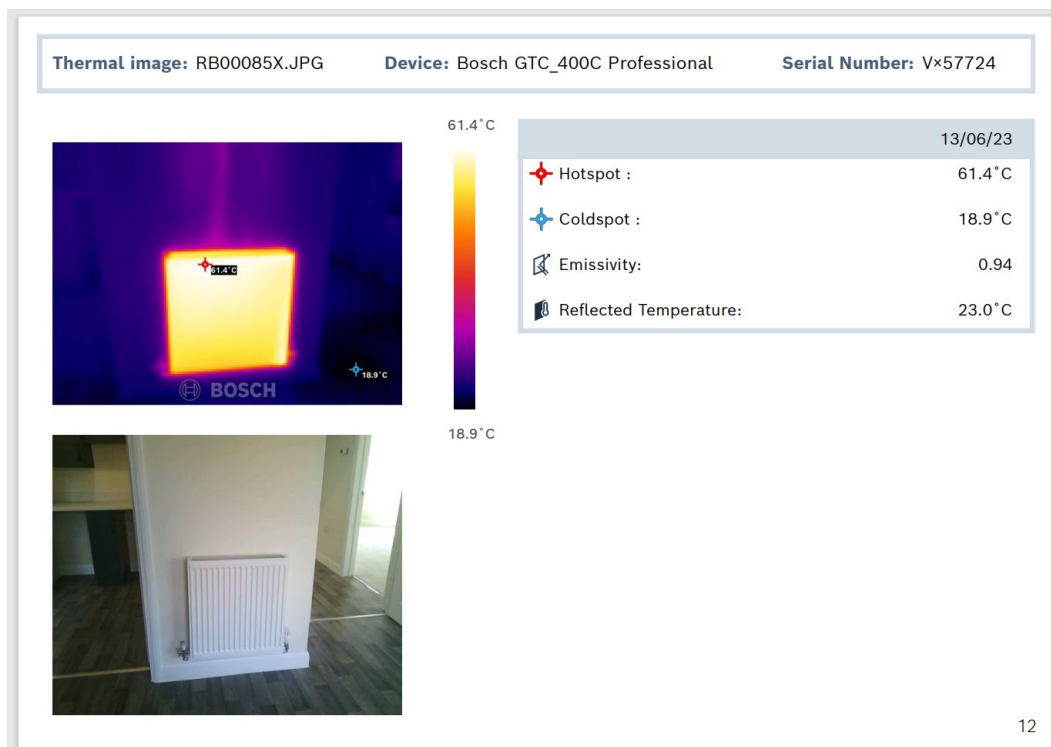 Thermal image: RB00085X.JPG Device: Bosch GTC_400C Professional Serial Number: V×57724
61.4°C
13/06/23
Hotspot : 61.4°C
Coldspot : 18.9°C
Emissivity: 0.94
Reflected Temperature: 23.0°C
61.4°C
18.9°C
BOSCH
18.9°C
12